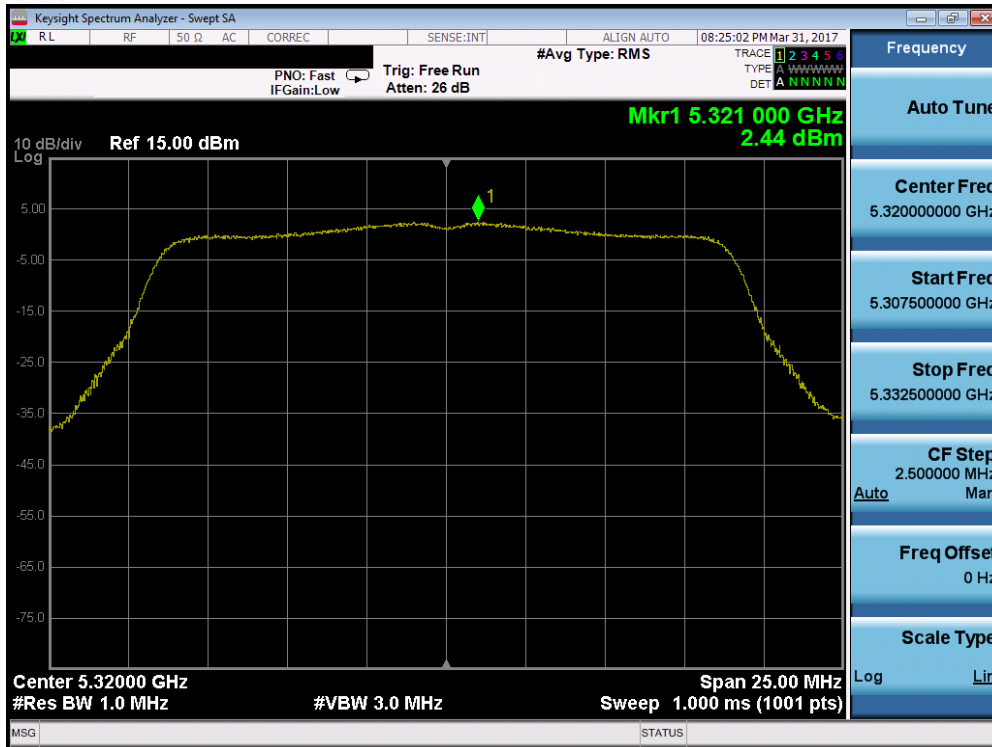 Keysight Spectrum Analyzer - Swept SA
LXI RL RF 50 Ω AC CORREC SENSE:INT ALIGN AUTO 08:25:02 PM Mar 31, 2017
PNO: Fast
IFGain:Low
Trig: Free Run
Atten: 26 dB
#Avg Type: RMS
TRACE 1 2 3 4 5 6
TYPE A WWWWW
DET A N N N N N
Mkr1 5.321 000 GHz
2.44 dBm
10 dB/div
Log
Ref 15.00 dBm
1
5.00
-5.00
-15.0
-25.0
-35.0
-45.0
-55.0
-65.0
-75.0
Center 5.32000 GHz
Span 25.00 MHz
#Res BW 1.0 MHz
#VBW 3.0 MHz
Sweep 1.000 ms (1001 pts)
MSG
STATUS
Frequency
Auto Tune
Center Freq
5.320000000 GHz
Start Freq
5.307500000 GHz
Stop Freq
5.332500000 GHz
CF Step
2.500000 MHz
Auto Man
Freq Offset
0 Hz
Scale Type
Log Lin